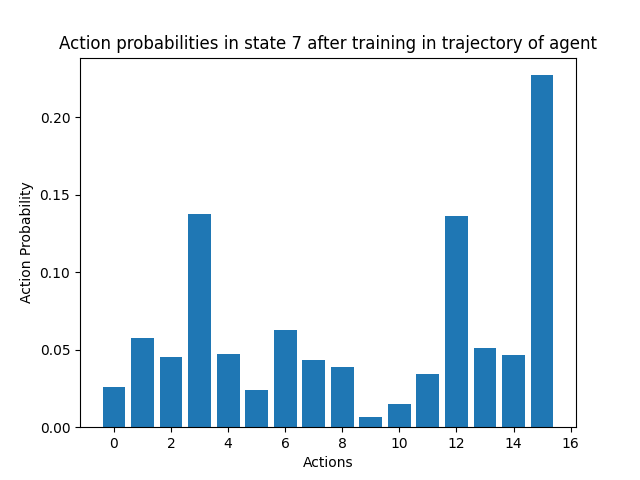 Action probabilities in state 7 after training in trajectory of agent
0.20
0.15
0.10
0.05
0.00
Action Probability
0 2 4 6 8 10 12 14 16
Actions